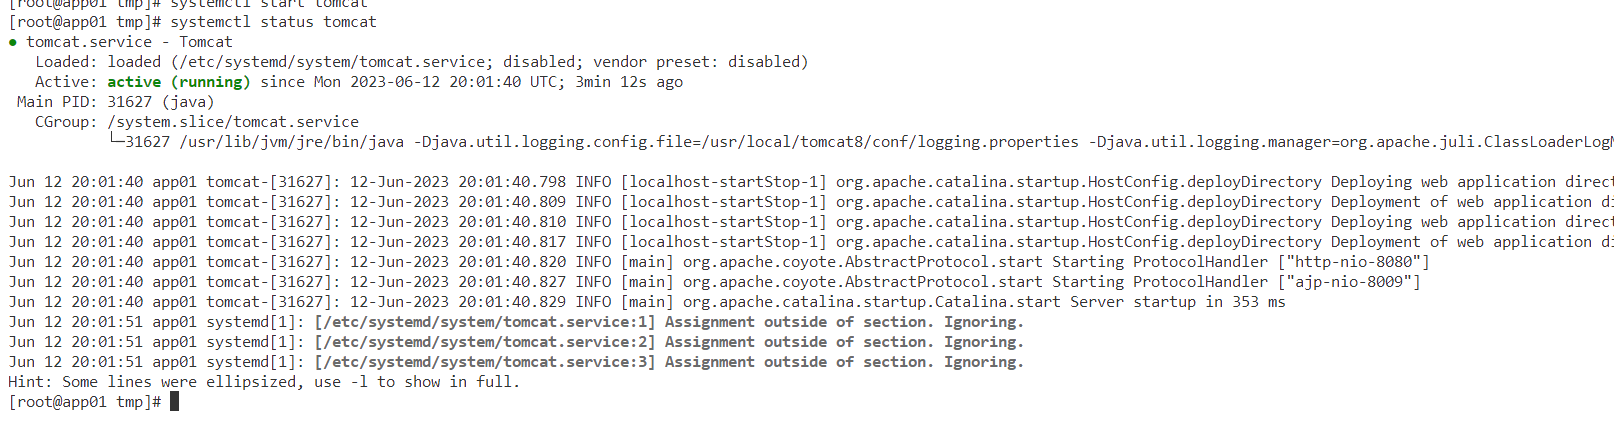 [root@app01 tmp]# systemctl start tomcat
[root@app01 tmp]# systemctl status tomcat
● tomcat.service - Tomcat
   Loaded: loaded (/etc/systemd/system/tomcat.service; disabled; vendor preset: disabled)
   Active: active (running) since Mon 2023-06-12 20:01:40 UTC; 3min 12s ago
 Main PID: 31627 (java)
   CGroup: /system.slice/tomcat.service
           └─31627 /usr/lib/jvm/jre/bin/java -Djava.util.logging.config.file=/usr/local/tomcat8/conf/logging.properties -Djava.util.logging.manager=org.apache.juli.ClassLoaderLog
Jun 12 20:01:40 app01 tomcat-[31627]: 12-Jun-2023 20:01:40.798 INFO [localhost-startStop-1] org.apache.catalina.startup.HostConfig.deployDirectory Deploying web application direct
Jun 12 20:01:40 app01 tomcat-[31627]: 12-Jun-2023 20:01:40.809 INFO [localhost-startStop-1] org.apache.catalina.startup.HostConfig.deployDirectory Deployment of web application di
Jun 12 20:01:40 app01 tomcat-[31627]: 12-Jun-2023 20:01:40.810 INFO [localhost-startStop-1] org.apache.catalina.startup.HostConfig.deployDirectory Deploying web application direct
Jun 12 20:01:40 app01 tomcat-[31627]: 12-Jun-2023 20:01:40.817 INFO [localhost-startStop-1] org.apache.catalina.startup.HostConfig.deployDirectory Deployment of web application di
Jun 12 20:01:40 app01 tomcat-[31627]: 12-Jun-2023 20:01:40.820 INFO [main] org.apache.coyote.AbstractProtocol.start Starting ProtocolHandler ["http-nio-8080"]
Jun 12 20:01:40 app01 tomcat-[31627]: 12-Jun-2023 20:01:40.827 INFO [main] org.apache.coyote.AbstractProtocol.start Starting ProtocolHandler ["ajp-nio-8009"]
Jun 12 20:01:40 app01 tomcat-[31627]: 12-Jun-2023 20:01:40.829 INFO [main] org.apache.catalina.startup.Catalina.start Server startup in 353 ms
Jun 12 20:01:51 app01 systemd[1]: [/etc/systemd/system/tomcat.service:1] Assignment outside of section. Ignoring.
Jun 12 20:01:51 app01 systemd[1]: [/etc/systemd/system/tomcat.service:2] Assignment outside of section. Ignoring.
Jun 12 20:01:51 app01 systemd[1]: [/etc/systemd/system/tomcat.service:3] Assignment outside of section. Ignoring.
Hint: Some lines were ellipsized, use -l to show in full.
[root@app01 tmp]#